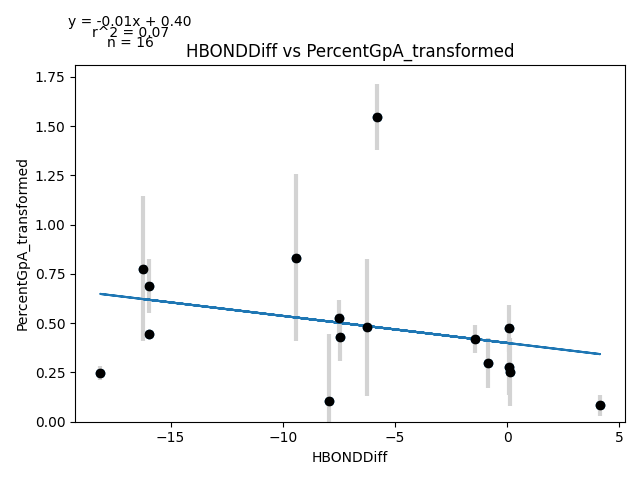 y = -0.01x + 0.40
r^2 = 0.07
n = 16
HBONDDiff vs PercentGpA_transformed
1.75
1.50
1.25
1.00
0.75
0.50
0.25
0.00
PercentGpA_transformed
−15
−10
−5
0
5
HBONDDiff